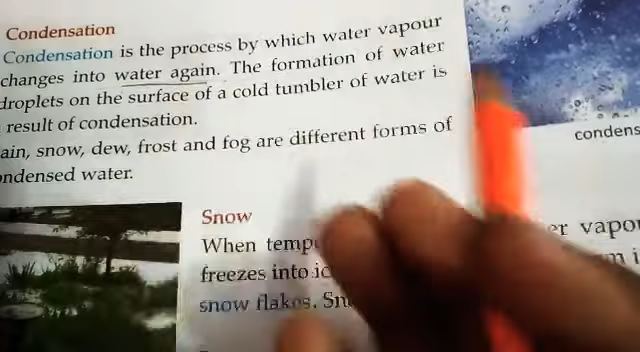 Condensation
Condensation is the process by which water vapour
changes into water again. The formation of water
droplets on the surface of a cold tumbler of water is
result of condensation.
ain, snow, dew, frost and fog are different forms of
ondensed water.
condens
Snow
When temp er vapo
freezes into ic
snow flakes. Sn